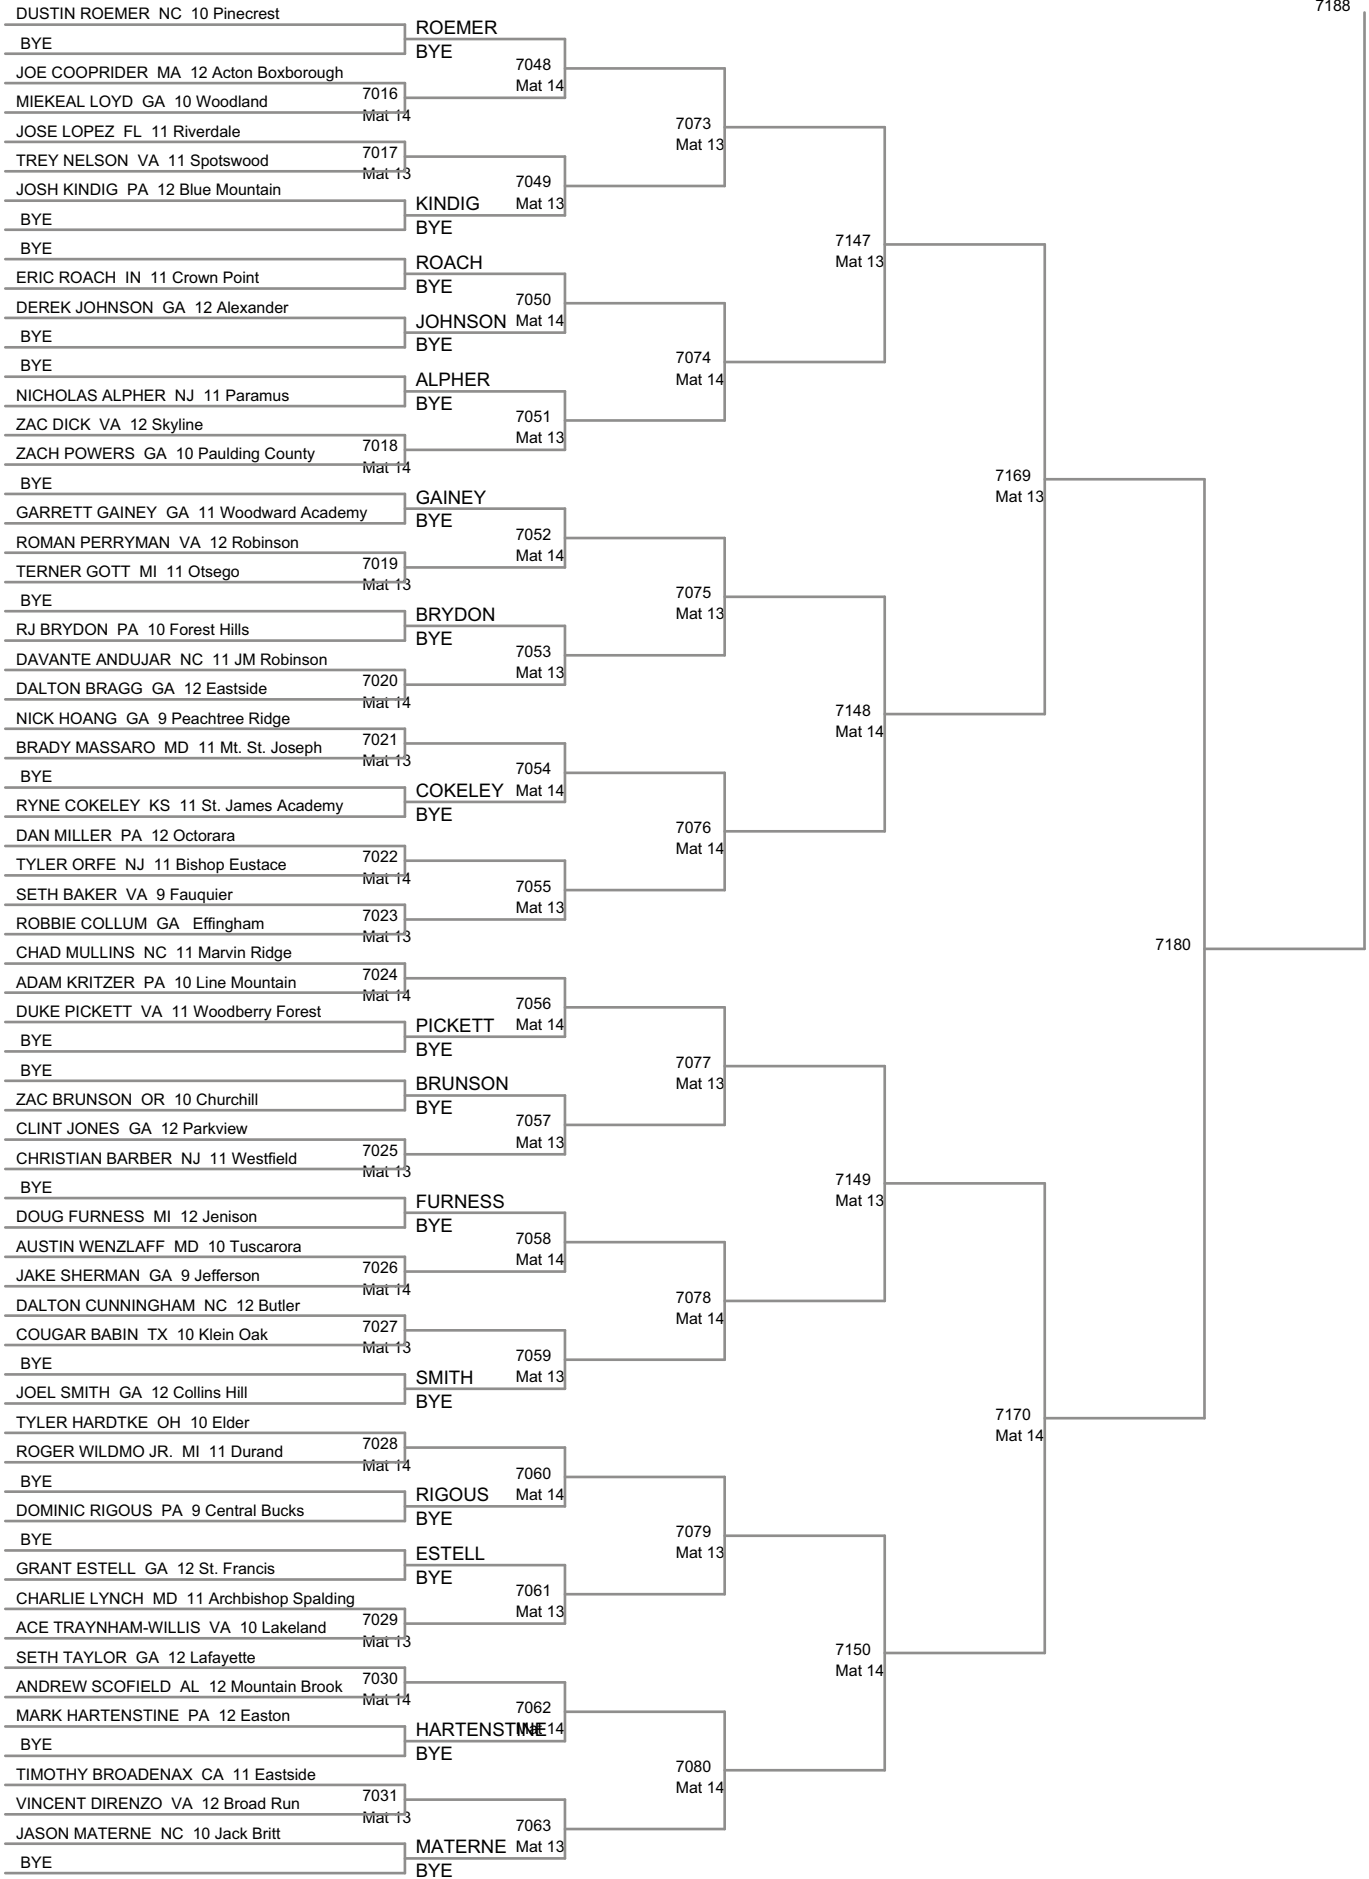 7188
DUSTIN ROEMER NC 10 Pinecrest
ROEMER
BYE
BYE
7048
JOE COOPRIDER MA 12 Acton Boxborough
Mat 14
7016
MIEKEAL LOYD GA 10 Woodland
Mat 14
7073
JOSE LOPEZ FL 11 Riverdale
Mat 13
7017
TREY NELSON VA 11 Spotswood
Mat 13
7049
JOSH KINDIG PA 12 Blue Mountain
KINDIG
Mat 13
BYE
BYE
7147
BYE
Mat 13
ROACH
ERIC ROACH IN 11 Crown Point
BYE
7050
DEREK JOHNSON GA 12 Alexander
JOHNSON
Mat 14
BYE
BYE
7074
BYE
Mat 14
ALPHER
NICHOLAS ALPHER NJ 11 Paramus
BYE
7051
ZAC DICK VA 12 Skyline
Mat 13
7018
ZACH POWERS GA 10 Paulding County
Mat 14
7169
BYE
Mat 13
GAINEY
GARRETT GAINEY GA 11 Woodward Academy
BYE
7052
ROMAN PERRYMAN VA 12 Robinson
Mat 14
7019
TERNER GOTT MI 11 Otsego
Mat 13
7075
BYE
Mat 13
BRYDON
RJ BRYDON PA 10 Forest Hills
BYE
7053
DAVANTE ANDUJAR NC 11 JM Robinson
Mat 13
7020
DALTON BRAGG GA 12 Eastside
Mat 14
7148
NICK HOANG GA 9 Peachtree Ridge
Mat 14
7021
BRADY MASSARO MD 11 Mt. St. Joseph
Mat 13
7054
BYE
COKELEY
Mat 14
RYNE COKELEY KS 11 St. James Academy
BYE
7076
DAN MILLER PA 12 Octorara
Mat 14
7022
TYLER ORFE NJ 11 Bishop Eustace
Mat 14
7055
SETH BAKER VA 9 Fauquier
Mat 13
7023
ROBBIE COLLUM GA Effingham
Mat 13
7180
CHAD MULLINS NC 11 Marvin Ridge
7024
ADAM KRITZER PA 10 Line Mountain
Mat 14
7056
DUKE PICKETT VA 11 Woodberry Forest
PICKETT
Mat 14
BYE
BYE
7077
BYE
Mat 13
BRUNSON
ZAC BRUNSON OR 10 Churchill
BYE
7057
CLINT JONES GA 12 Parkview
Mat 13
7025
CHRISTIAN BARBER NJ 11 Westfield
Mat 13
7149
BYE
Mat 13
FURNESS
DOUG FURNESS MI 12 Jenison
BYE
7058
AUSTIN WENZLAFF MD 10 Tuscarora
Mat 14
7026
JAKE SHERMAN GA 9 Jefferson
Mat 14
7078
DALTON CUNNINGHAM NC 12 Butler
Mat 14
7027
COUGAR BABIN TX 10 Klein Oak
Mat 13
7059
BYE
SMITH
Mat 13
JOEL SMITH GA 12 Collins Hill
BYE
7170
TYLER HARDTKE OH 10 Elder
Mat 14
7028
ROGER WILDMO JR. MI 11 Durand
Mat 14
7060
BYE
RIGOUS
Mat 14
DOMINIC RIGOUS PA 9 Central Bucks
BYE
7079
BYE
Mat 13
ESTELL
GRANT ESTELL GA 12 St. Francis
BYE
7061
CHARLIE LYNCH MD 11 Archbishop Spalding
Mat 13
7029
ACE TRAYNHAM-WILLIS VA 10 Lakeland
Mat 13
7150
SETH TAYLOR GA 12 Lafayette
Mat 14
7030
ANDREW SCOFIELD AL 12 Mountain Brook
Mat 14
7062
MARK HARTENSTINE PA 12 Easton
HARTENSTINE
Mat 14
BYE
BYE
7080
TIMOTHY BROADENAX CA 11 Eastside
Mat 14
7031
VINCENT DIRENZO VA 12 Broad Run
Mat 13
7063
JASON MATERNE NC 10 Jack Britt
MATERNE
Mat 13
BYE
BYE